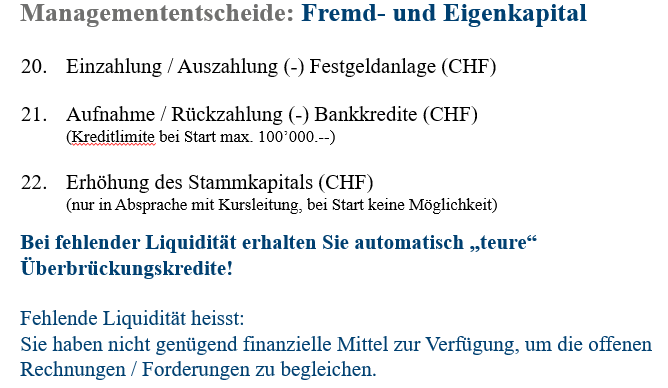 Managemententscheide: Fremd- und Eigenkapital
20. Einzahlung / Auszahlung (-) Festgeldanlage (CHF)
21. Aufnahme / Rückzahlung (-) Bankkredite (CHF)
(Kreditlimite bei Start max. 100’000.--)
22. Erhöhung des Stammkapitals (CHF)
(nur in Absprache mit Kursleitung, bei Start keine Möglichkeit)
Bei fehlender Liquidität erhalten Sie automatisch „teure“
Überbrückungskredite!
Fehlende Liquidität heisst:
Sie haben nicht genügend finanzielle Mittel zur Verfügung, um die offenen
Rechnungen / Forderungen zu begleichen.